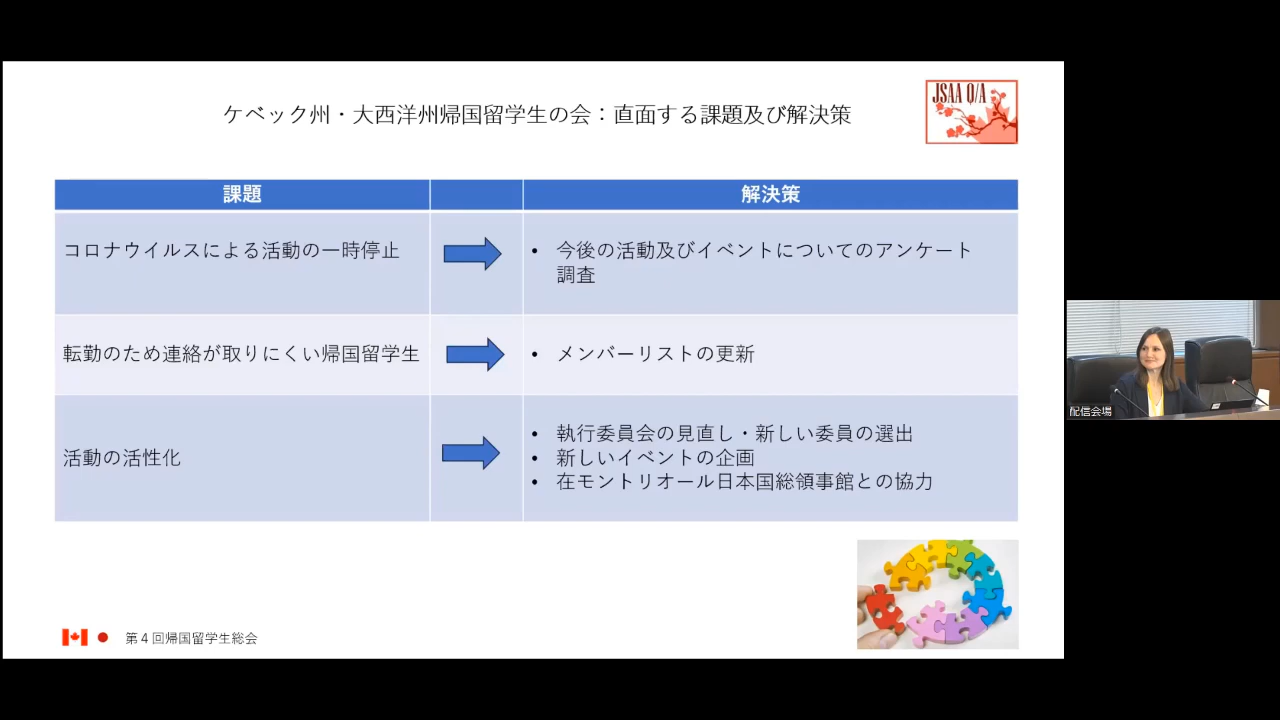 ケベック州・大西洋州帰国留学生の会：直面する課題及び解決策
JSAA Q/A
課題
解決策
コロナウイルスによる活動の一時停止
• 今後の活動及びイベントについてのアンケート
調査
転勤のため連絡が取りにくい帰国留学生
• メンバーリストの更新
活動の活性化
• 執行委員会の見直し・新しい委員の選出
• 新しいイベントの企画
• 在モントリオール日本国総領事館との協力
第４回帰国留学生総会
配信会場